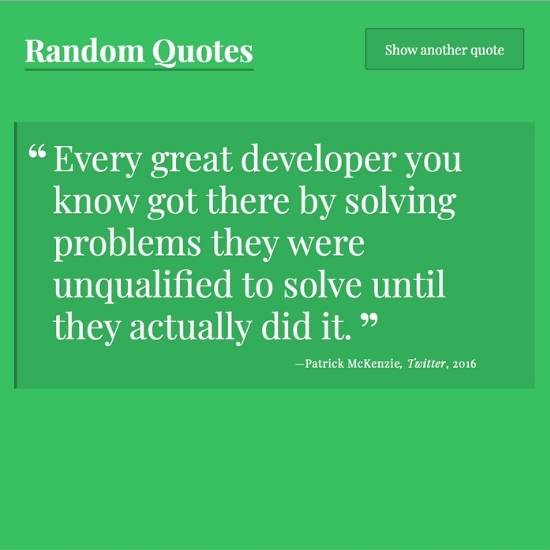 Random Quotes
Show another quote
“ Every great developer you
know got there by solving
problems they were
unqualified to solve until
they actually did it. ”
—Patrick McKenzie, Twitter, 2016